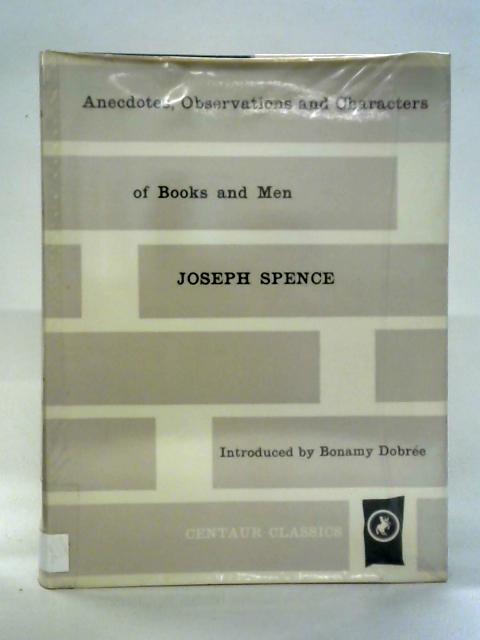 Anecdotes, Observations and Characters
of Books and Men
JOSEPH SPENCE
Introduced by Bonamy Dobrée
CENTAUR CLASSICS